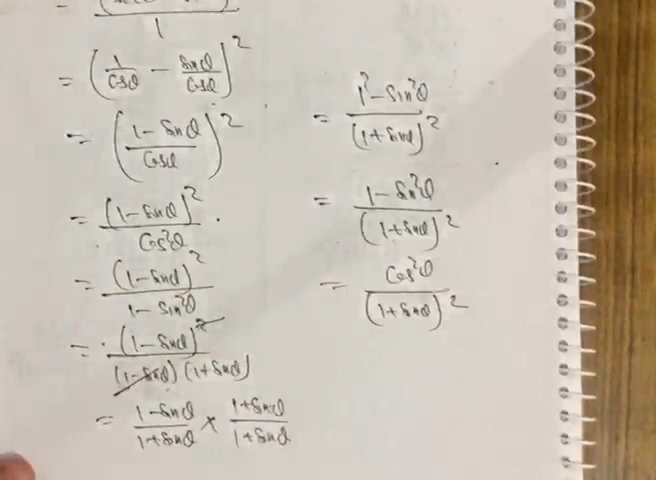 = 1
= (1/Cosθ − Sinθ/Cosθ)²
= ((1 − Sinθ)/Cosθ)²
= (1−Sinθ)²/Cos²θ
= (1−Sinθ)²/(1 − Sin²θ)
= (1−Sinθ)²/((1−Sinθ)(1+Sinθ))
= (1−Sinθ)/(1+Sinθ) × (1+Sinθ)/(1+Sinθ)
= (1²−Sin²θ)/(1+Sinθ)²
= (1−Sin²θ)/(1+Sinθ)²
= Cos²θ/(1+Sinθ)²